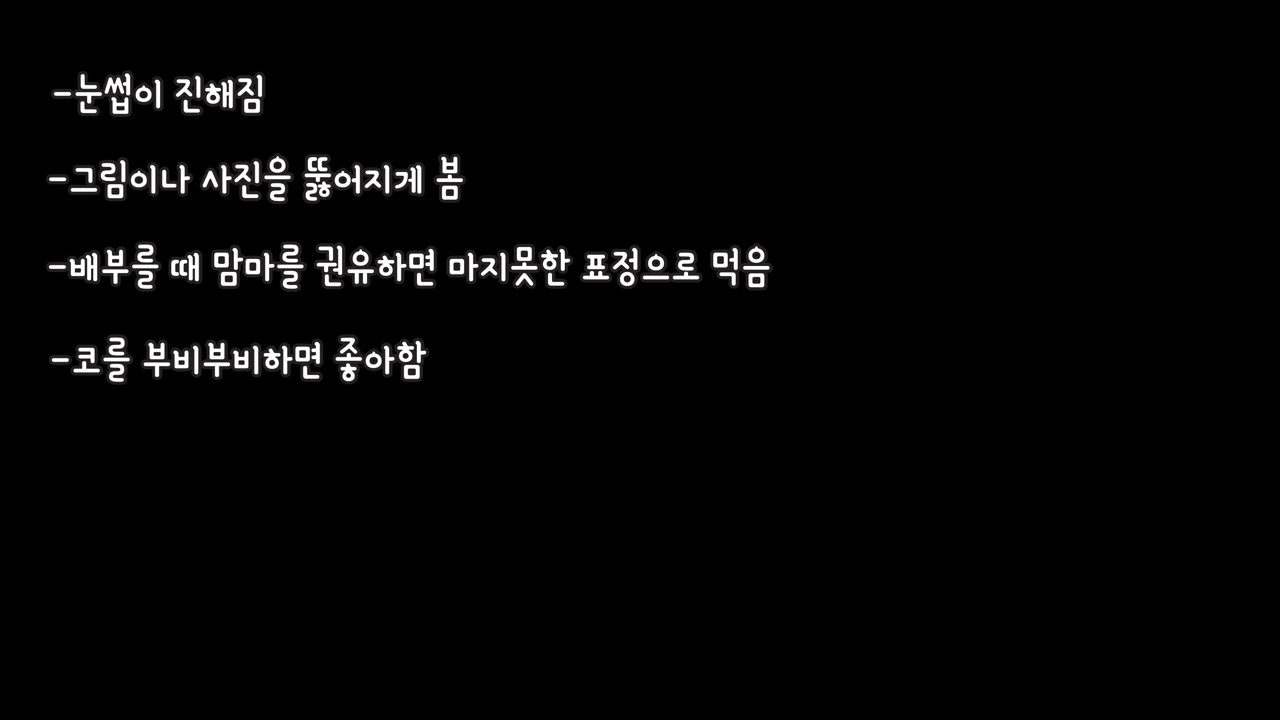 -눈썹이 진해짐
-그림이나 사진을 뚫어지게 봄
-배부를 때 맘마를 권유하면 마지못한 표정으로 먹음
-코를 부비부비하면 좋아함